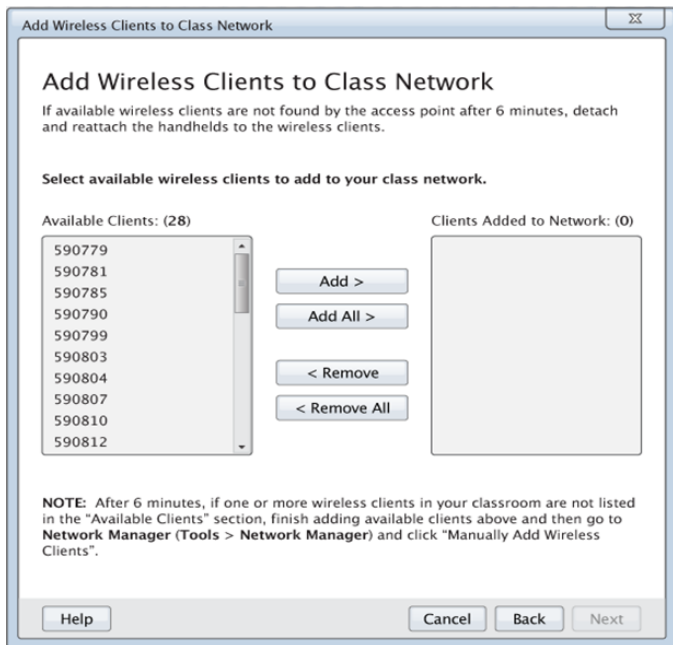 Add Wireless Clients to Class Network
Add Wireless Clients to Class Network
If available wireless clients are not found by the access point after 6 minutes, detach
and reattach the handhelds to the wireless clients.
Select available wireless clients to add to your class network.
Available Clients: (28)
590779
590781
590785
590790
590799
590803
590804
590807
590810
590812
Add >
Add All >
< Remove
< Remove All
Clients Added to Network: (0)
NOTE: After 6 minutes, if one or more wireless clients in your classroom are not listed
in the “Available Clients” section, finish adding available clients above and then go to
Network Manager (Tools > Network Manager) and click “Manually Add Wireless
Clients”.
Help
Cancel
Back
Next